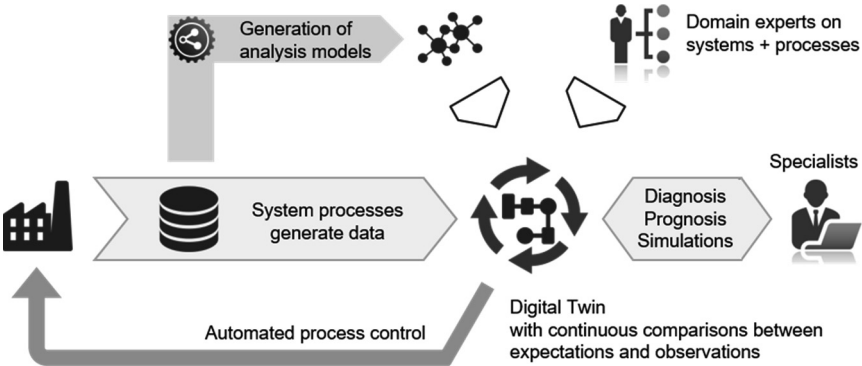 Generation of
analysis models
Domain experts on
systems + processes
Specialists
System processes
generate data
Diagnosis
Prognosis
Simulations
Automated process control
Digital Twin
with continuous comparisons between
expectations and observations